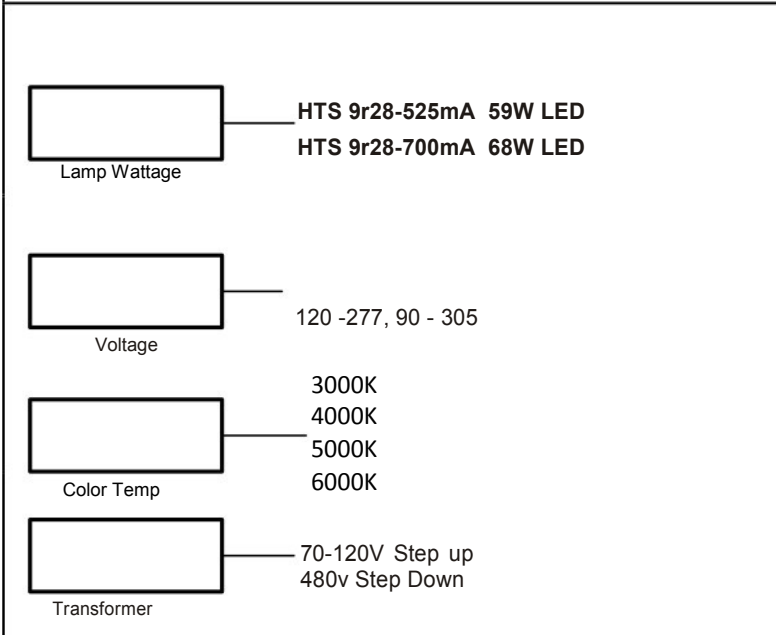 HTS 9r28-525mA 59W LED
HTS 9r28-700mA 68W LED
Lamp Wattage
120 -277, 90 - 305
Voltage
3000K
4000K
5000K
6000K
Color Temp
70-120V Step up
480v Step Down
Transformer